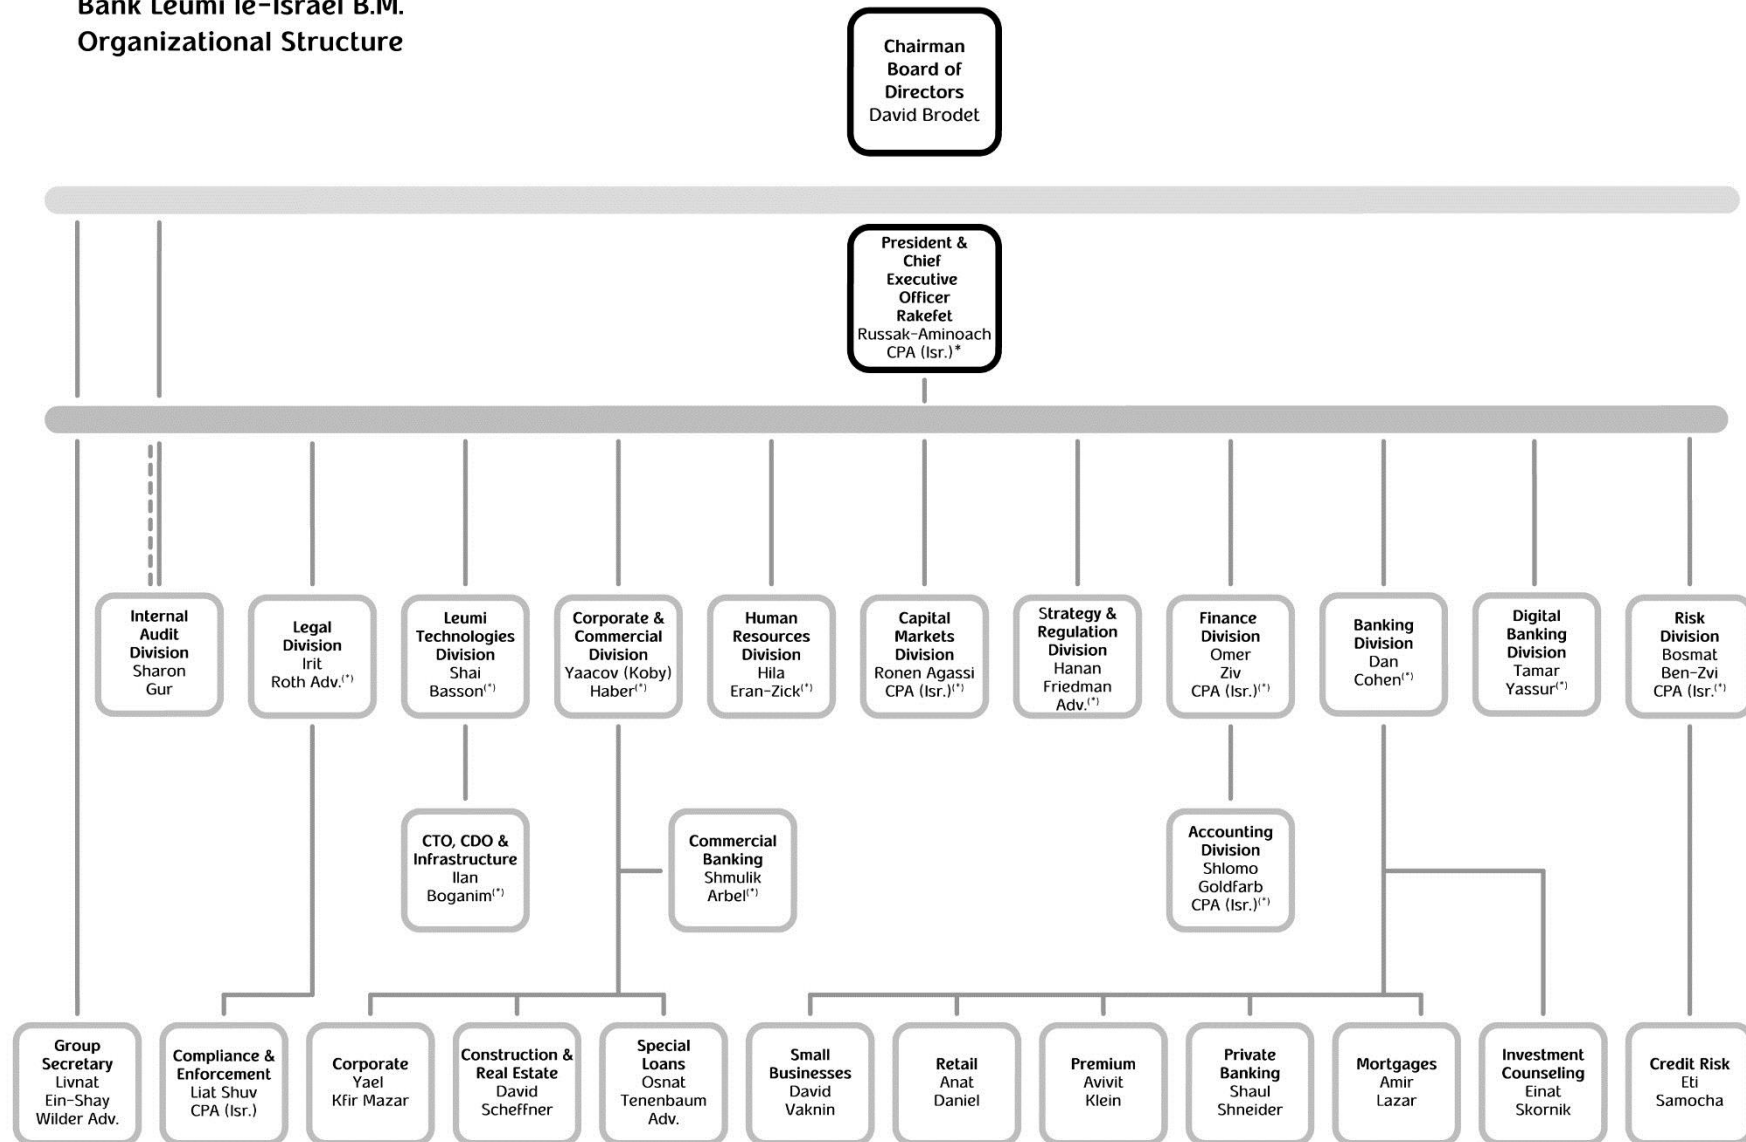 Bank Leumi le-Israel B.M.
Organizational Structure
Chairman
Board of
Directors
David Brodet
President &
Chief
Executive
Officer
Rakefet
Russak-Aminoach
CPA (Isr.)*
Internal
Audit
Division
Sharon
Gur
Legal
Division
Irit
Roth Adv.(*)
Leumi
Technologies
Division
Shai
Basson(*)
Corporate &
Commercial
Division
Yaacov (Koby)
Haber(*)
Human
Resources
Division
Hila
Eran-Zick(*)
Capital
Markets
Division
Ronen Agassi
CPA (Isr.)(*)
Strategy &
Regulation
Division
Hanan
Friedman
Adv.(*)
Finance
Division
Omer
Ziv
CPA (Isr.)(*)
Banking
Division
Dan
Cohen(*)
Digital
Banking
Division
Tamar
Yassur(*)
Risk
Division
Bosmat
Ben-Zvi
CPA (Isr.)(*)
CTO, CDO &
Infrastructure
Ilan
Boganim(*)
Commercial
Banking
Shmulik
Arbel(*)
Accounting
Division
Shlomo
Goldfarb
CPA (Isr.)(*)
Group
Secretary
Livnat
Ein-Shay
Wilder Adv.
Compliance &
Enforcement
Liat Shuv
CPA (Isr.)
Corporate
Yael
Kfir Mazar
Construction &
Real Estate
David
Scheffner
Special
Loans
Osnat
Tenenbaum
Adv.
Small
Businesses
David
Vaknin
Retail
Anat
Daniel
Premium
Avivit
Klein
Private
Banking
Shaul
Shneider
Mortgages
Amir
Lazar
Investment
Counseling
Einat
Skornik
Credit Risk
Eti
Samocha